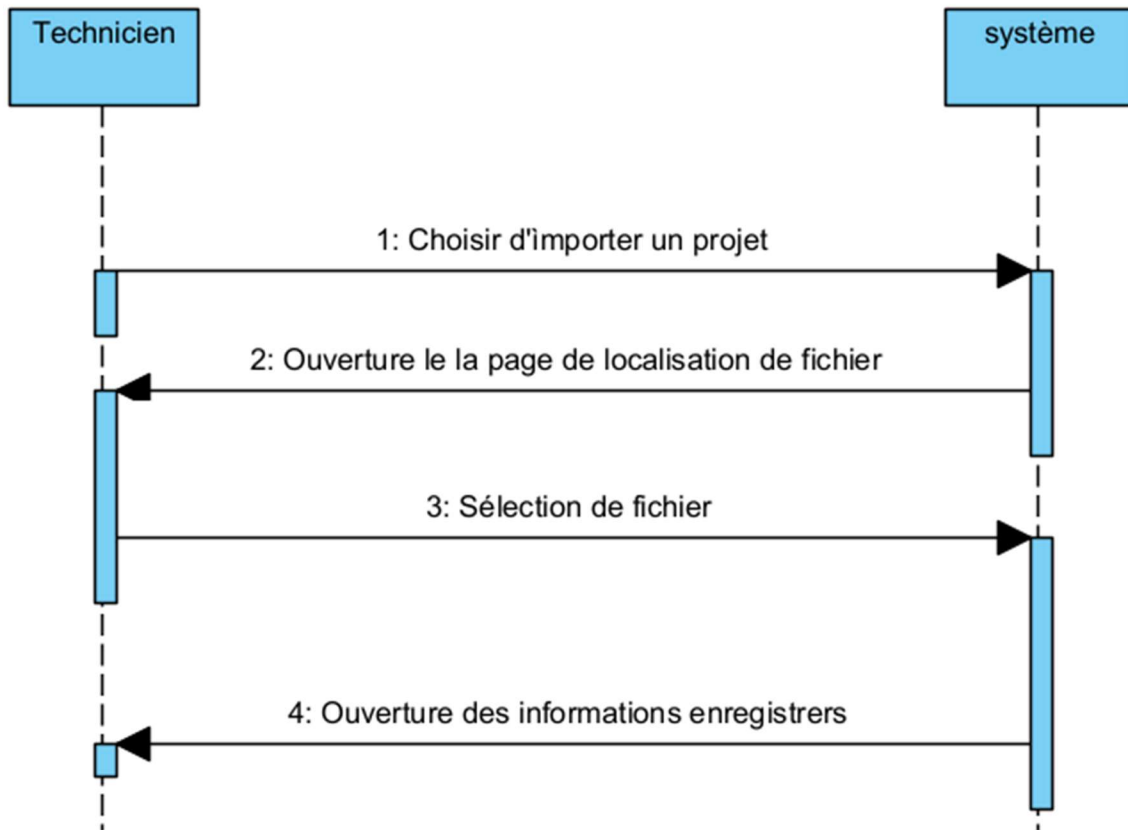 Technicien
système
1: Choisir d'importer un projet
2: Ouverture le la page de localisation de fichier
3: Sélection de fichier
4: Ouverture des informations enregistrers